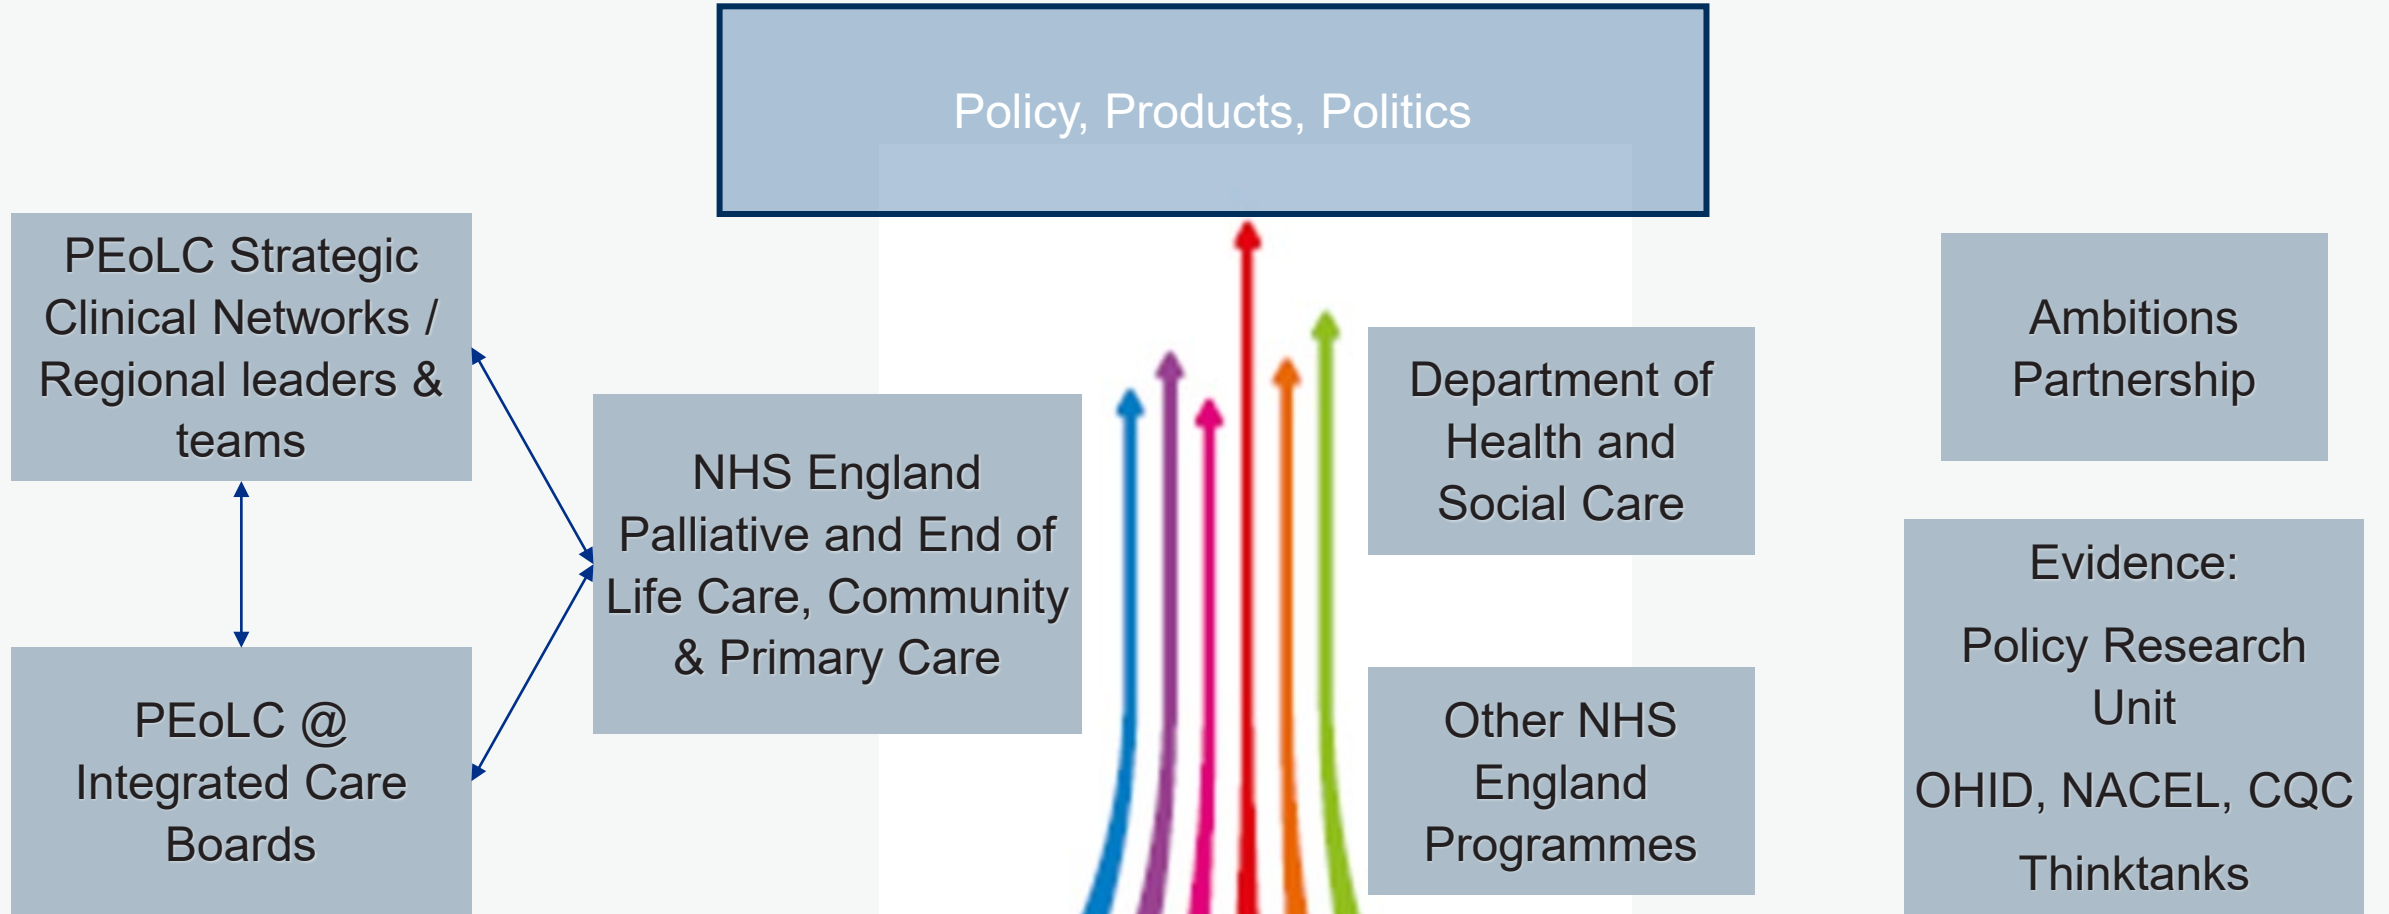 Policy, Products, Politics
PEoLC Strategic
Clinical Networks /
Regional leaders &
teams
NHS England
Palliative and End of
Life Care, Community
& Primary Care
PEoLC @
Integrated Care
Boards
Department of
Health and
Social Care
Other NHS
England
Programmes
Ambitions
Partnership
Evidence:
Policy Research
Unit
OHID, NACEL, CQC
Thinktanks